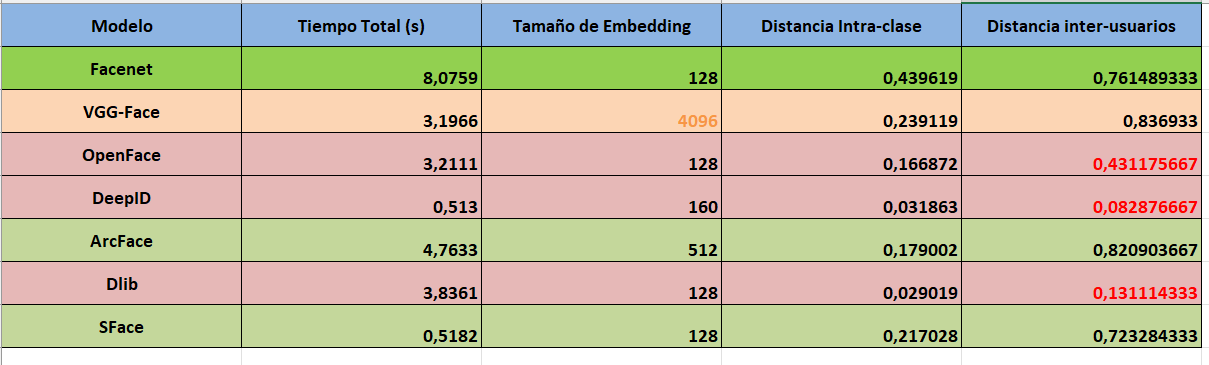 Modelo Tiempo Total (s) Tamaño de Embedding Distancia Intra-clase Distancia inter-usuarios
Facenet 8,0759 128 0,439619 0,761489333
VGG-Face 3,1966 4096 0,239119 0,836933
OpenFace 3,2111 128 0,166872 0,431175667
DeepID 0,513 160 0,031863 0,082876667
ArcFace 4,7633 512 0,179002 0,820903667
Dlib 3,8361 128 0,029019 0,131114333
SFace 0,5182 128 0,217028 0,723284333